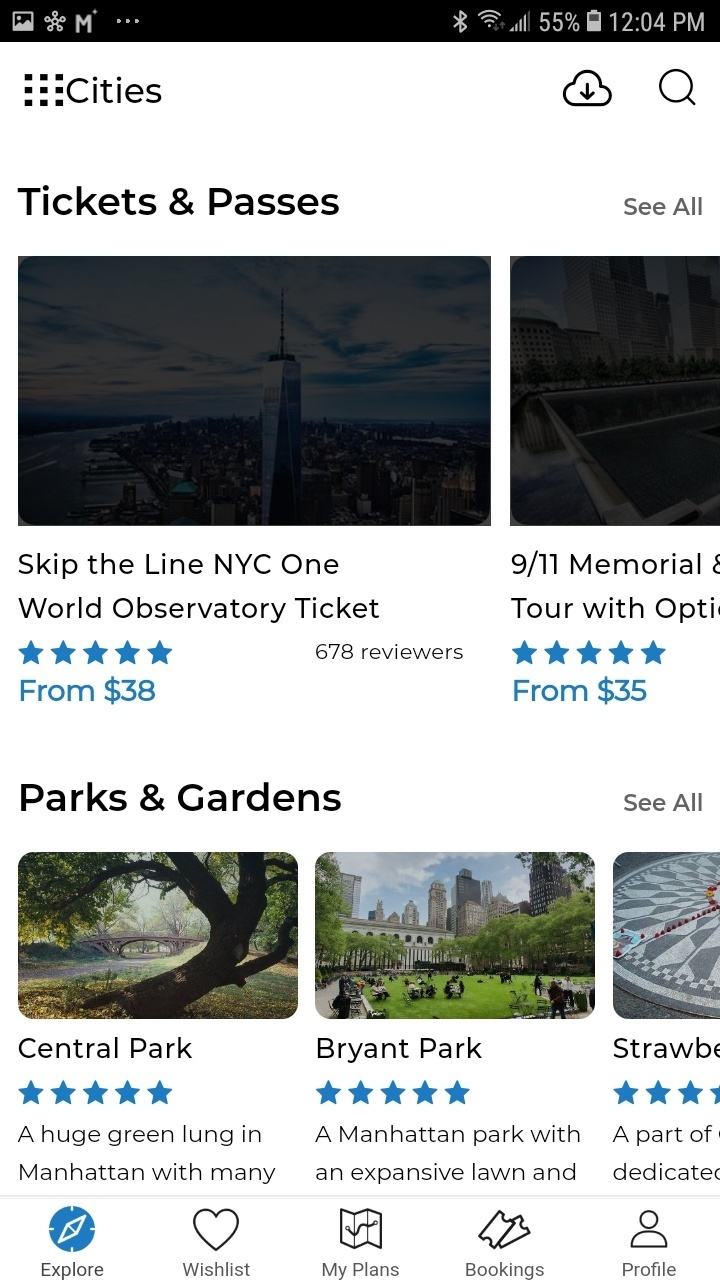 55% 12:04 PM
Cities
Tickets & Passes
See All
Skip the Line NYC One
World Observatory Ticket
678 reviewers
From $38
9/11 Memorial &
Tour with Optio
From $35
Parks & Gardens
See All
Central Park
A huge green lung in
Manhattan with many
Bryant Park
A Manhattan park with
an expansive lawn and
Strawbe
A part of
dedicated
Explore
Wishlist
My Plans
Bookings
Profile